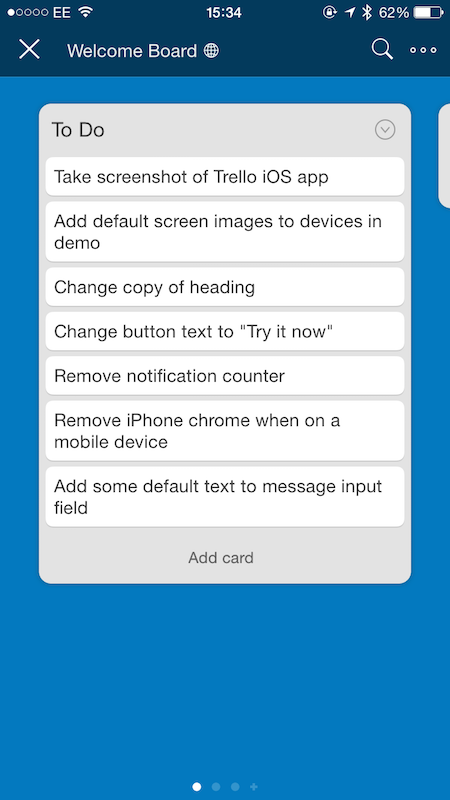 EE 15:34 62%
Welcome Board
To Do
Take screenshot of Trello iOS app
Add default screen images to devices in
demo
Change copy of heading
Change button text to "Try it now"
Remove notification counter
Remove iPhone chrome when on a
mobile device
Add some default text to message input
field
Add card